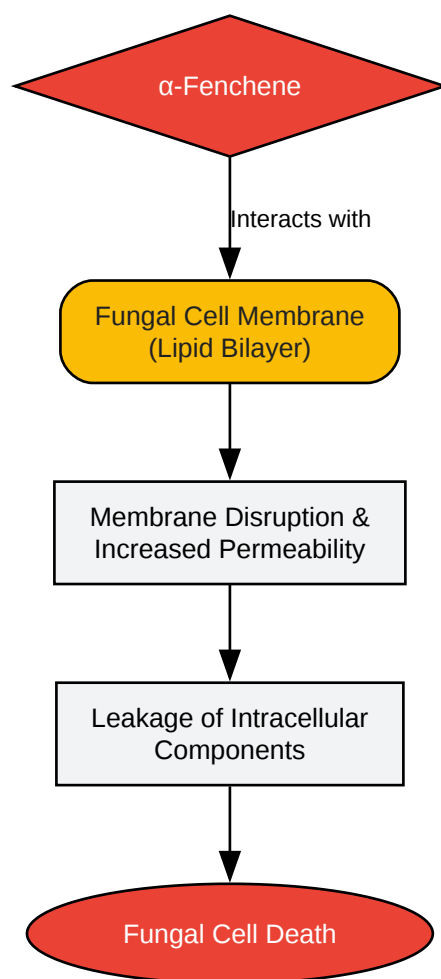 α-Fenchene
Interacts with
Fungal Cell Membrane
(Lipid Bilayer)
Membrane Disruption &
Increased Permeability
Leakage of Intracellular
Components
Fungal Cell Death